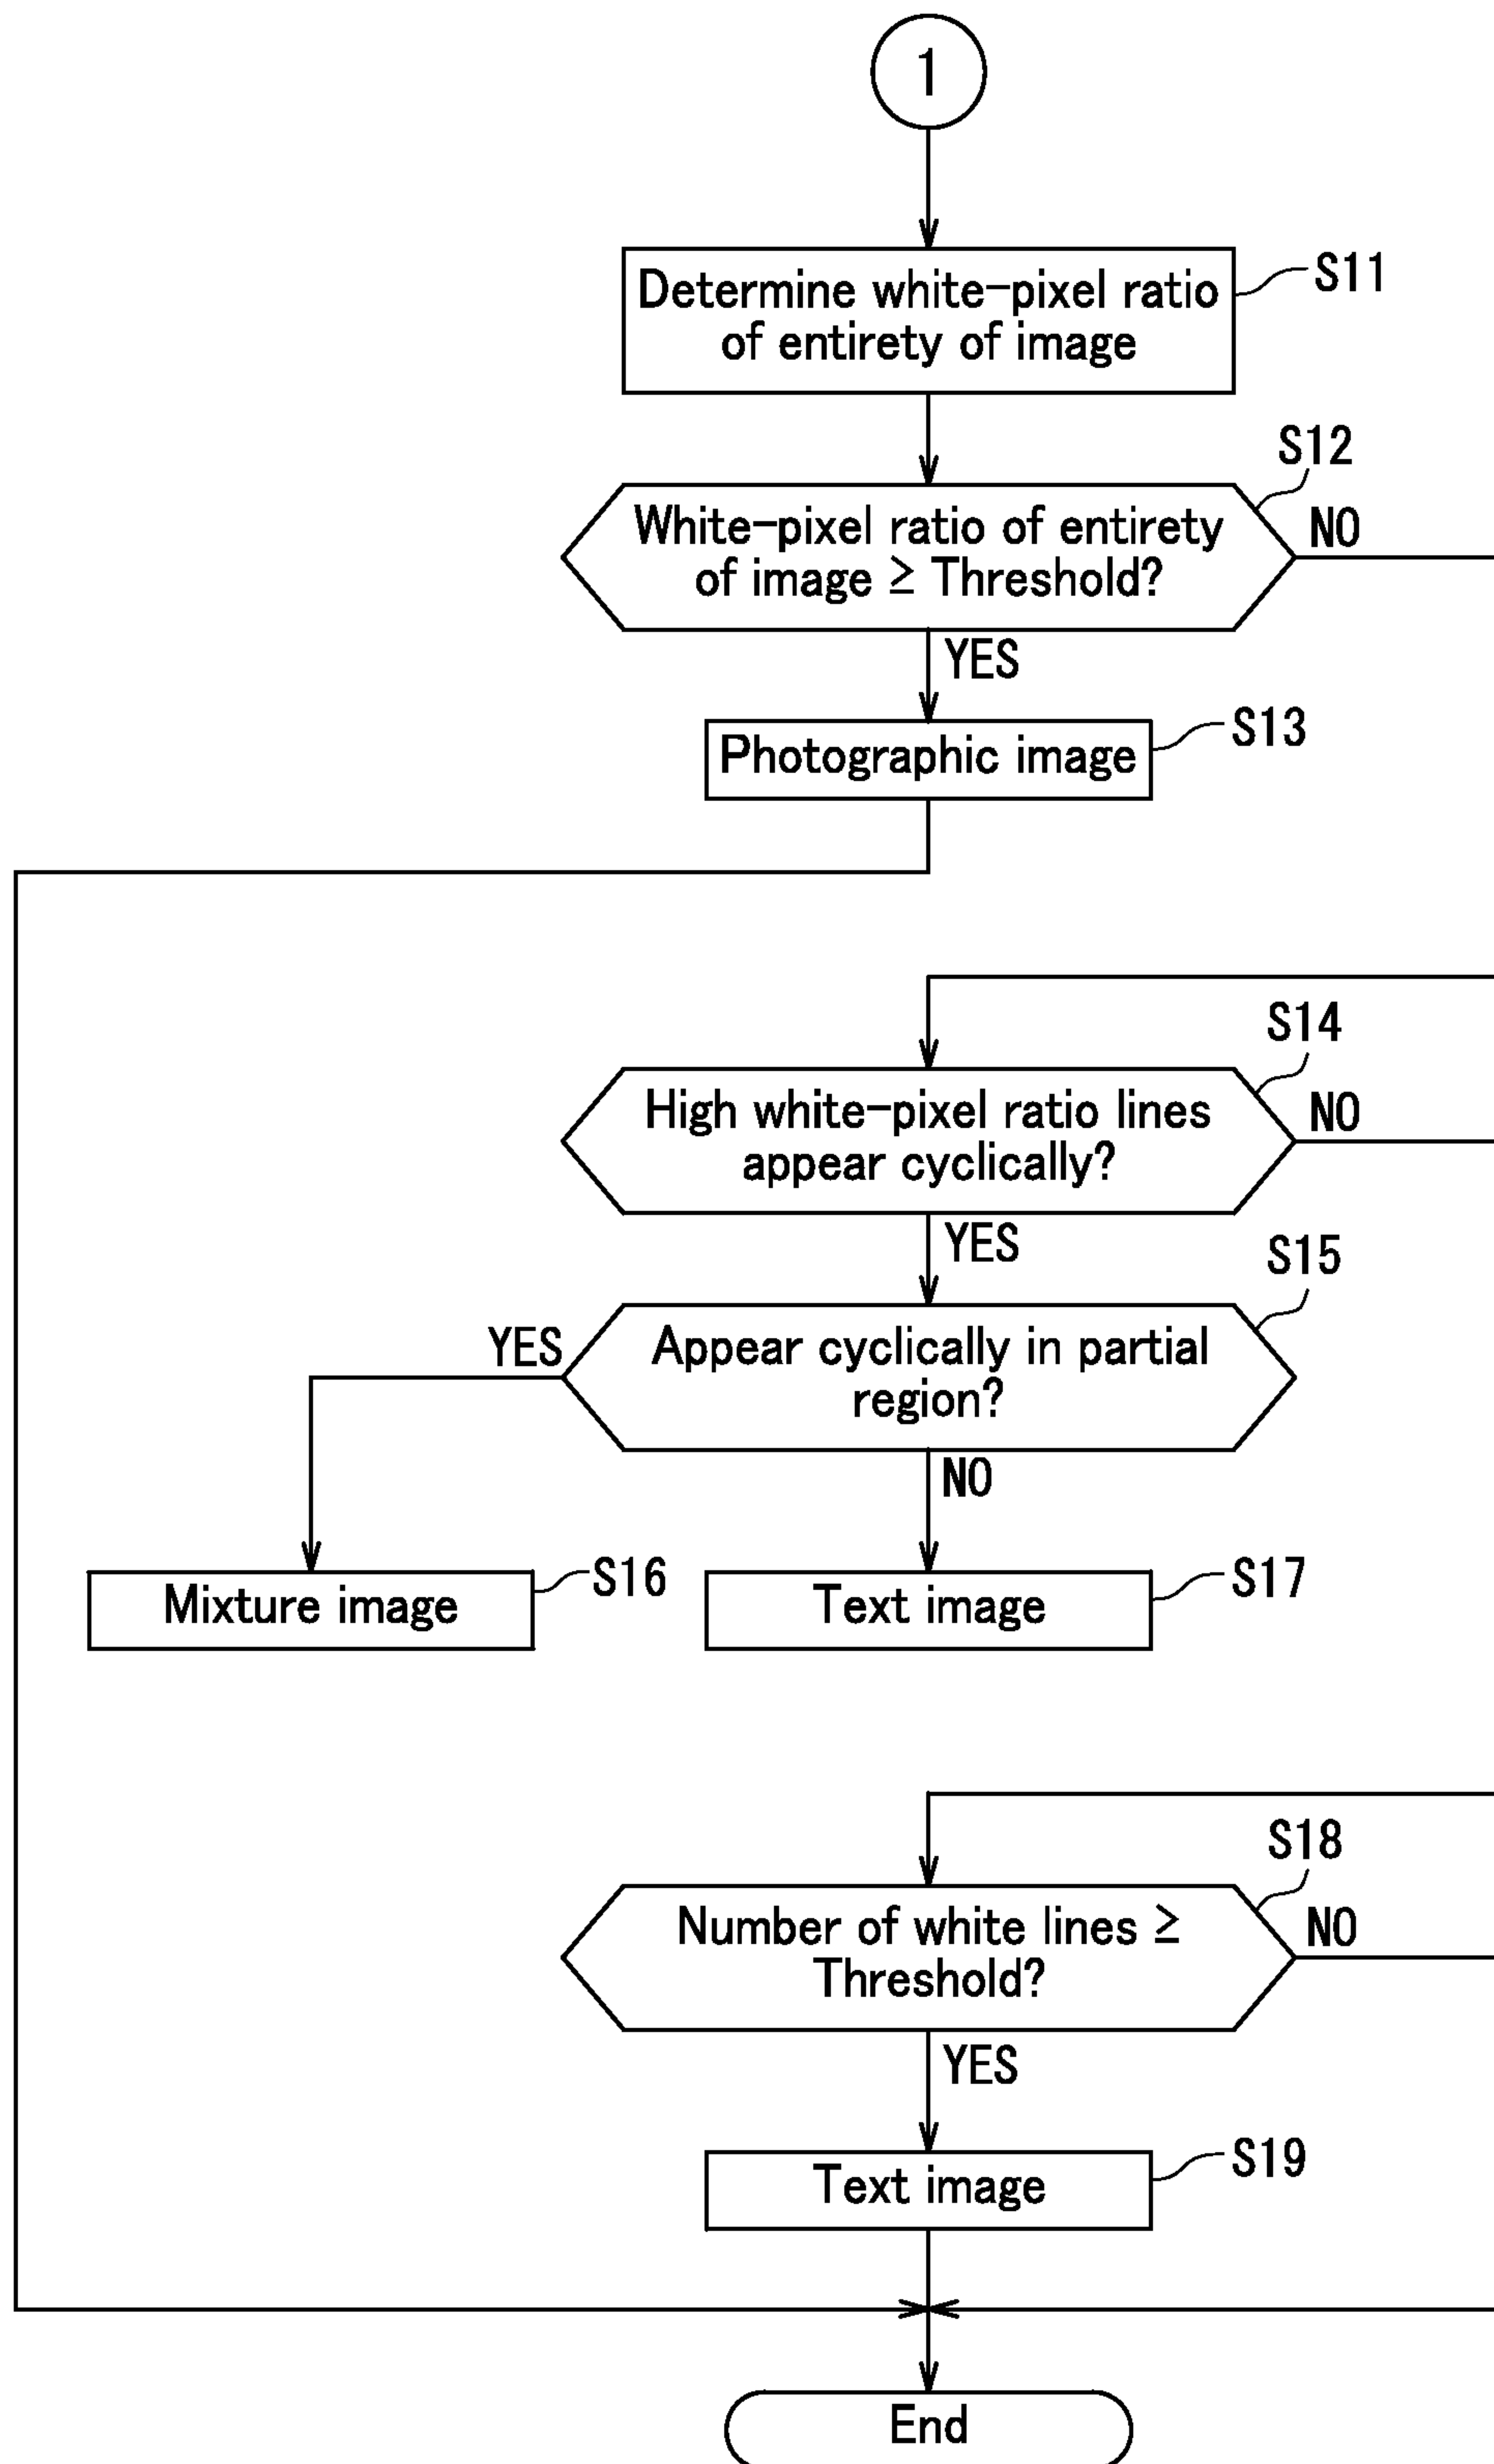 1
Determine white-pixel ratio
of entirety of image
S11
S12
White-pixel ratio of entirety
of image ≥ Threshold?
NO
YES
Photographic image
S13
S14
High white-pixel ratio lines
appear cyclically?
NO
YES
S15
Appear cyclically in partial
region?
YES
NO
Mixture image
S16
Text image
S17
S18
Number of white lines ≥
Threshold?
NO
YES
Text image
S19
End